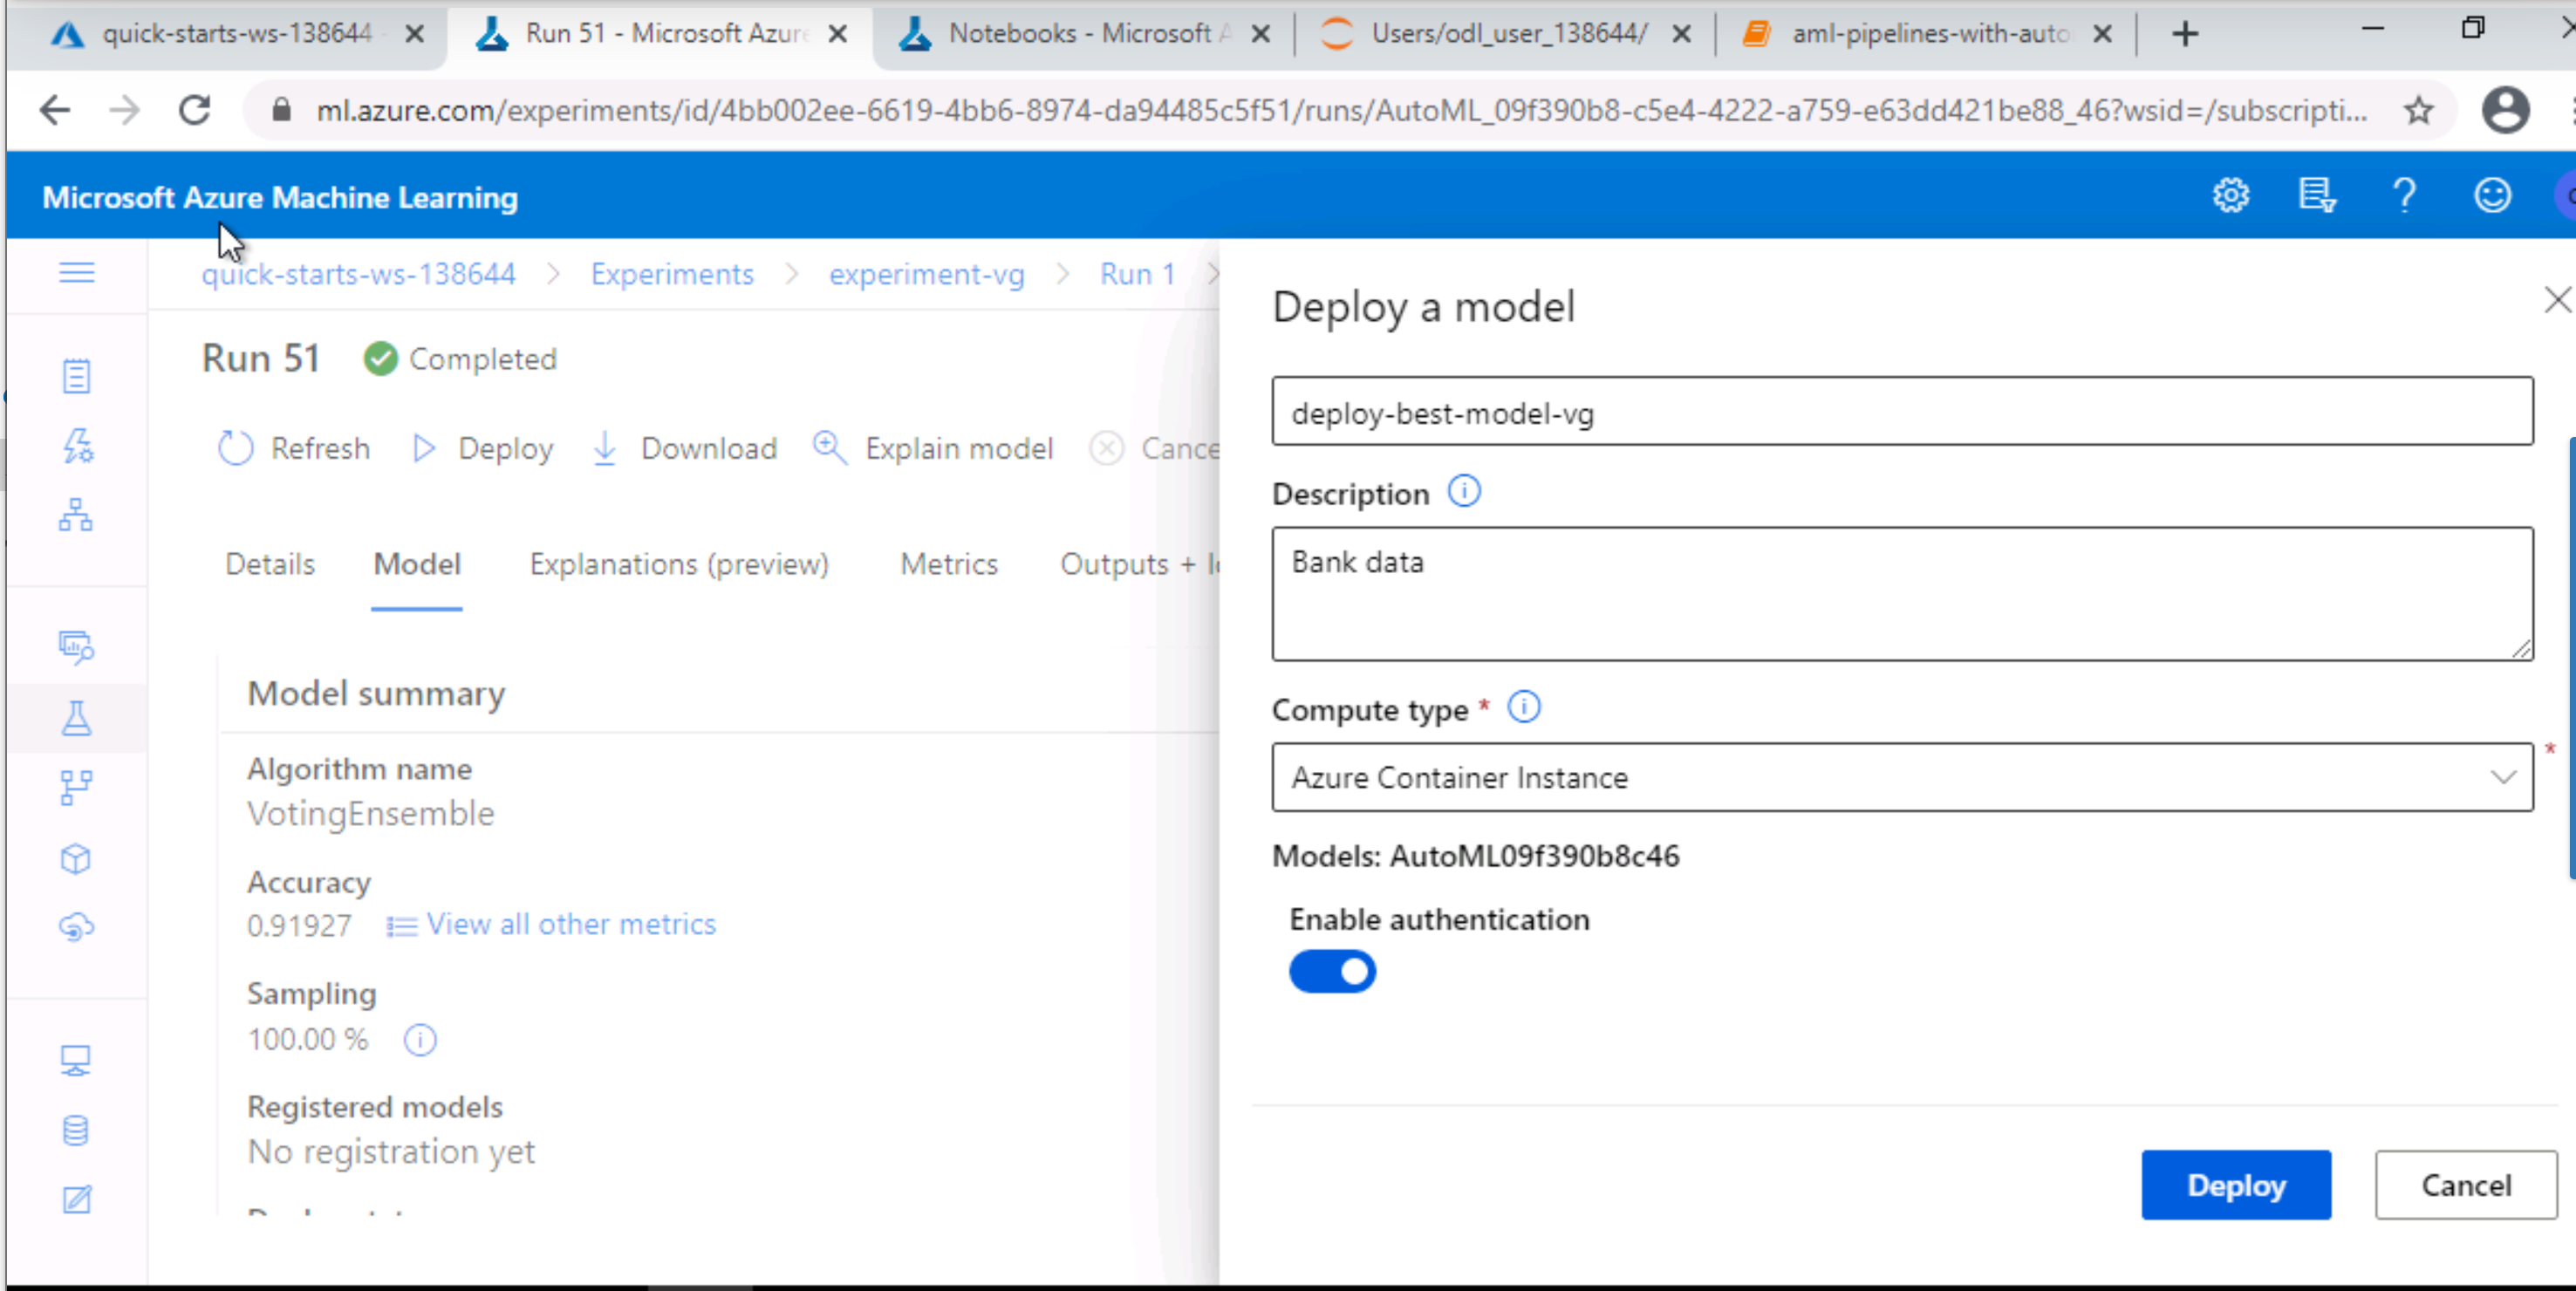 quick-starts-ws-138644
Run 51 - Microsoft Azure
Notebooks - Microsoft A
Users/odl_user_138644/
aml-pipelines-with-auto
ml.azure.com/experiments/id/4bb002ee-6619-4bb6-8974-da94485c5f51/runs/AutoML_09f390b8-c5e4-4222-a759-e63dd421be88_46?wsid=/subscripti...
Microsoft Azure Machine Learning
quick-starts-ws-138644 > Experiments > experiment-vg > Run 1 >
Run 51 Completed
Refresh Deploy Download Explain model Cance
Details Model Explanations (preview) Metrics Outputs + lo
Model summary
Algorithm name
VotingEnsemble
Accuracy
0.91927 View all other metrics
Sampling
100.00 %
Registered models
No registration yet
Deploy a model
deploy-best-model-vg
Description
Bank data
Compute type *
Azure Container Instance
*
Models: AutoML09f390b8c46
Enable authentication
Deploy
Cancel